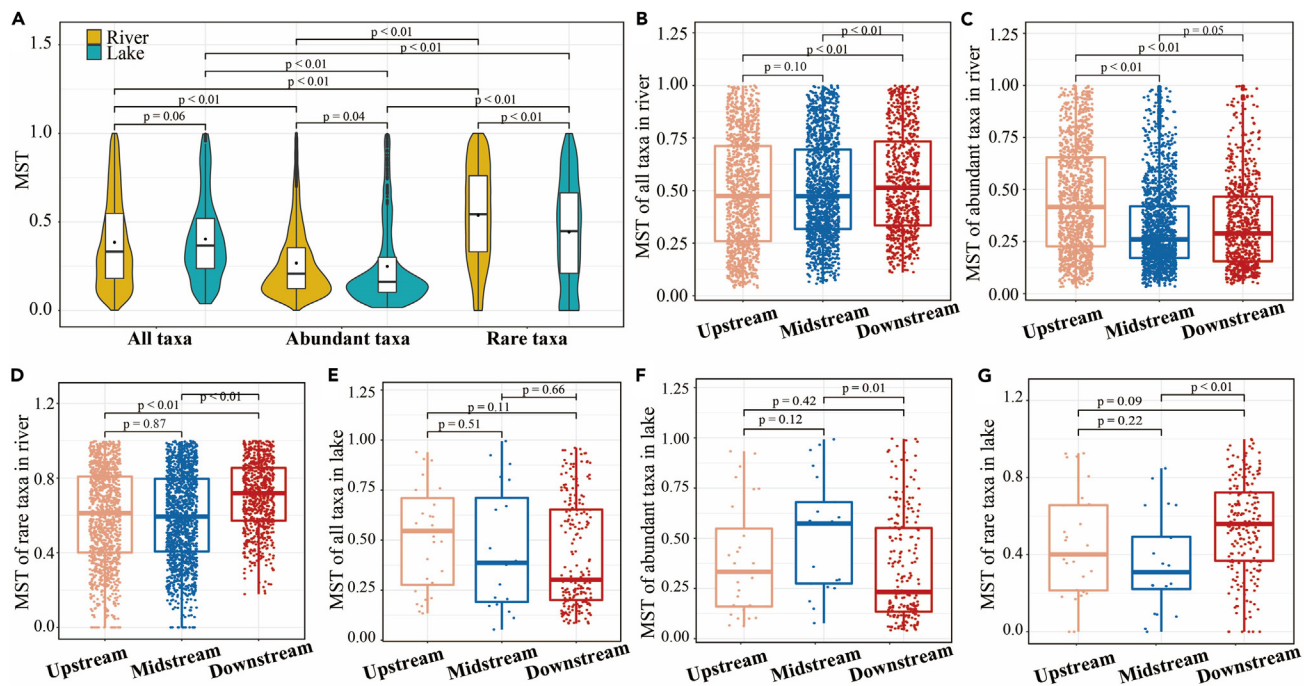 A
1.5
1.0
0.5
0.0
MST
River
Lake
p < 0.01
p < 0.01
p < 0.01
p < 0.01
p < 0.01
p < 0.01
p = 0.06
p = 0.04
p < 0.01
All taxa
Abundant taxa
Rare taxa
B
MST of all taxa in river
1.25
1.00
0.75
0.50
0.25
0.00
p < 0.01
p < 0.01
p = 0.10
Upstream
Midstream
Downstream
C
MST of abundant taxa in river
1.25
1.00
0.75
0.50
0.25
0.00
p = 0.05
p < 0.01
p < 0.01
Upstream
Midstream
Downstream
D
MST of rare taxa in river
1.2
0.8
0.4
0.0
p < 0.01
p < 0.01
p = 0.87
Upstream
Midstream
Downstream
E
MST of all taxa in lake
1.25
1.00
0.75
0.50
0.25
0.00
p = 0.66
p = 0.11
p = 0.51
Upstream
Midstream
Downstream
F
MST of abundant taxa in lake
1.25
1.00
0.75
0.50
0.25
0.00
p = 0.01
p = 0.42
p = 0.12
Upstream
Midstream
Downstream
G
MST of rare taxa in lake
1.2
0.8
0.4
0.0
p < 0.01
p = 0.09
p = 0.22
Upstream
Midstream
Downstream